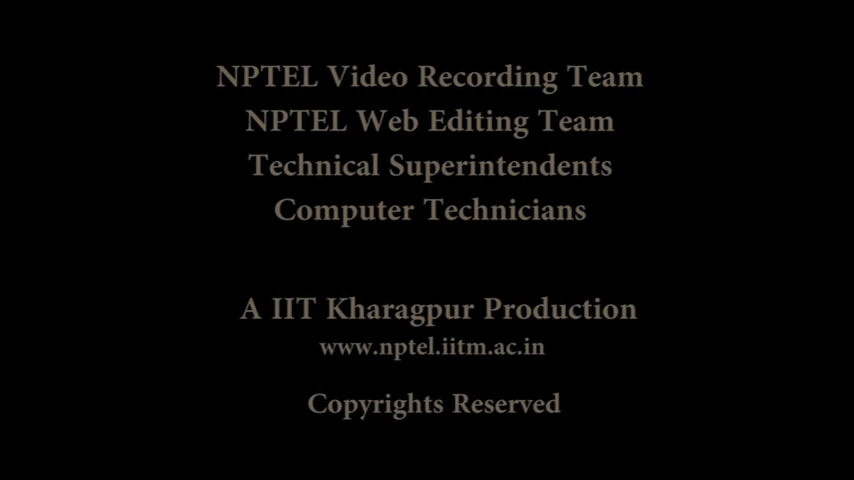 NPTEL Video Recording Team
NPTEL Web Editing Team
Technical Superintendents
Computer Technicians
A IIT Kharagpur Production
www.nptel.iitm.ac.in
Copyrights Reserved